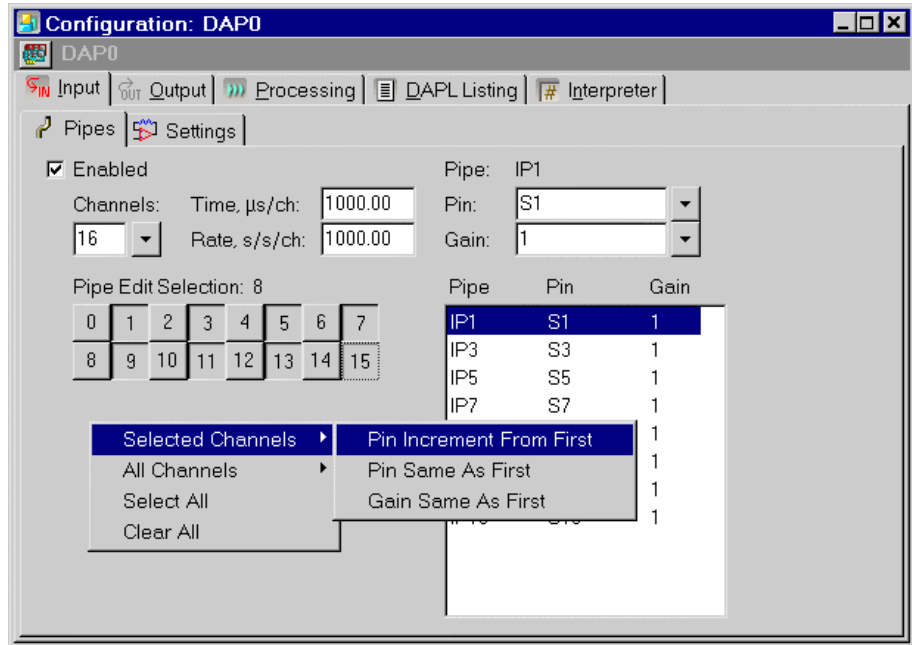 Configuration: DAP0
DAP0
IN Input OUT Output Processing DAPL Listing # Interpreter
Pipes Settings
Enabled Pipe: IP1
Channels: Time, µs/ch: 1000.00 Pin: S1
16 Rate, s/s/ch: 1000.00 Gain: 1
Pipe Edit Selection: 8 Pipe Pin Gain
0 1 2 3 4 5 6 7 IP1 S1 1
8 9 10 11 12 13 14 15 IP3 S3 1
IP5 S5 1
IP7 S7 1
Selected Channels Pin Increment From First 1
All Channels Pin Same As First 1
Select All Gain Same As First 1
Clear All 1